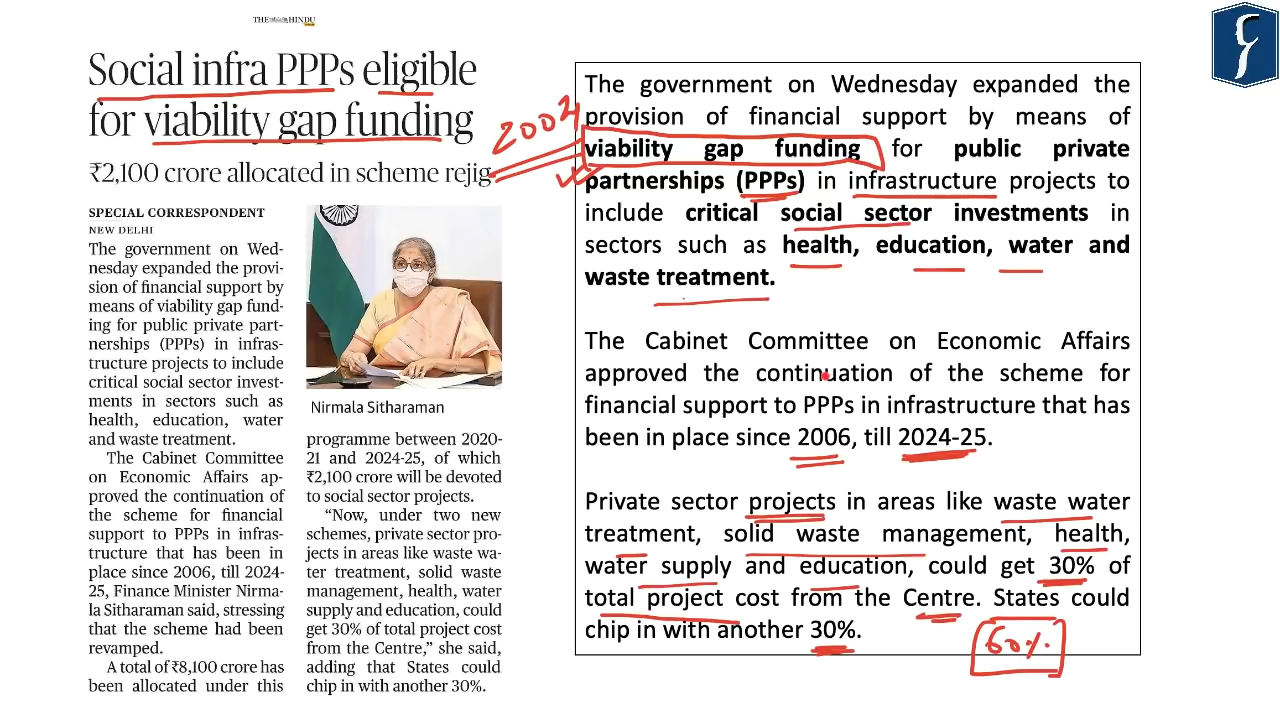 THE HINDU
Social infra PPPs eligible
for viability gap funding
₹2,100 crore allocated in scheme rejig
SPECIAL CORRESPONDENT
NEW DELHI
The government on Wed-
nesday expanded the provi-
sion of financial support by
means of viability gap fund-
ing for public private part-
nerships (PPPs) in infras-
tructure projects to include
critical social sector invest-
ments in sectors such as
health, education, water
and waste treatment.
The Cabinet Committee
on Economic Affairs ap-
proved the continuation of
the scheme for financial
support to PPPs in infras-
tructure that has been in
place since 2006, till 2024-
25, Finance Minister Nirma-
la Sitharaman said, stressing
that the scheme had been
revamped.
A total of ₹8,100 crore has
been allocated under this
Nirmala Sitharaman
programme between 2020-
21 and 2024-25, of which
₹2,100 crore will be devoted
to social sector projects.
“Now, under two new
schemes, private sector pro-
jects in areas like waste wa-
ter treatment, solid waste
management, health, water
supply and education, could
get 30% of total project cost
from the Centre,” she said,
adding that States could
chip in with another 30%.
2004
The government on Wednesday expanded the
provision of financial support by means of
viability gap funding for public private
partnerships (PPPs) in infrastructure projects to
include critical social sector investments in
sectors such as health, education, water and
waste treatment.
The Cabinet Committee on Economic Affairs
approved the continuation of the scheme for
financial support to PPPs in infrastructure that has
been in place since 2006, till 2024-25.
Private sector projects in areas like waste water
treatment, solid waste management, health,
water supply and education, could get 30% of
total project cost from the Centre. States could
chip in with another 30%.
60%